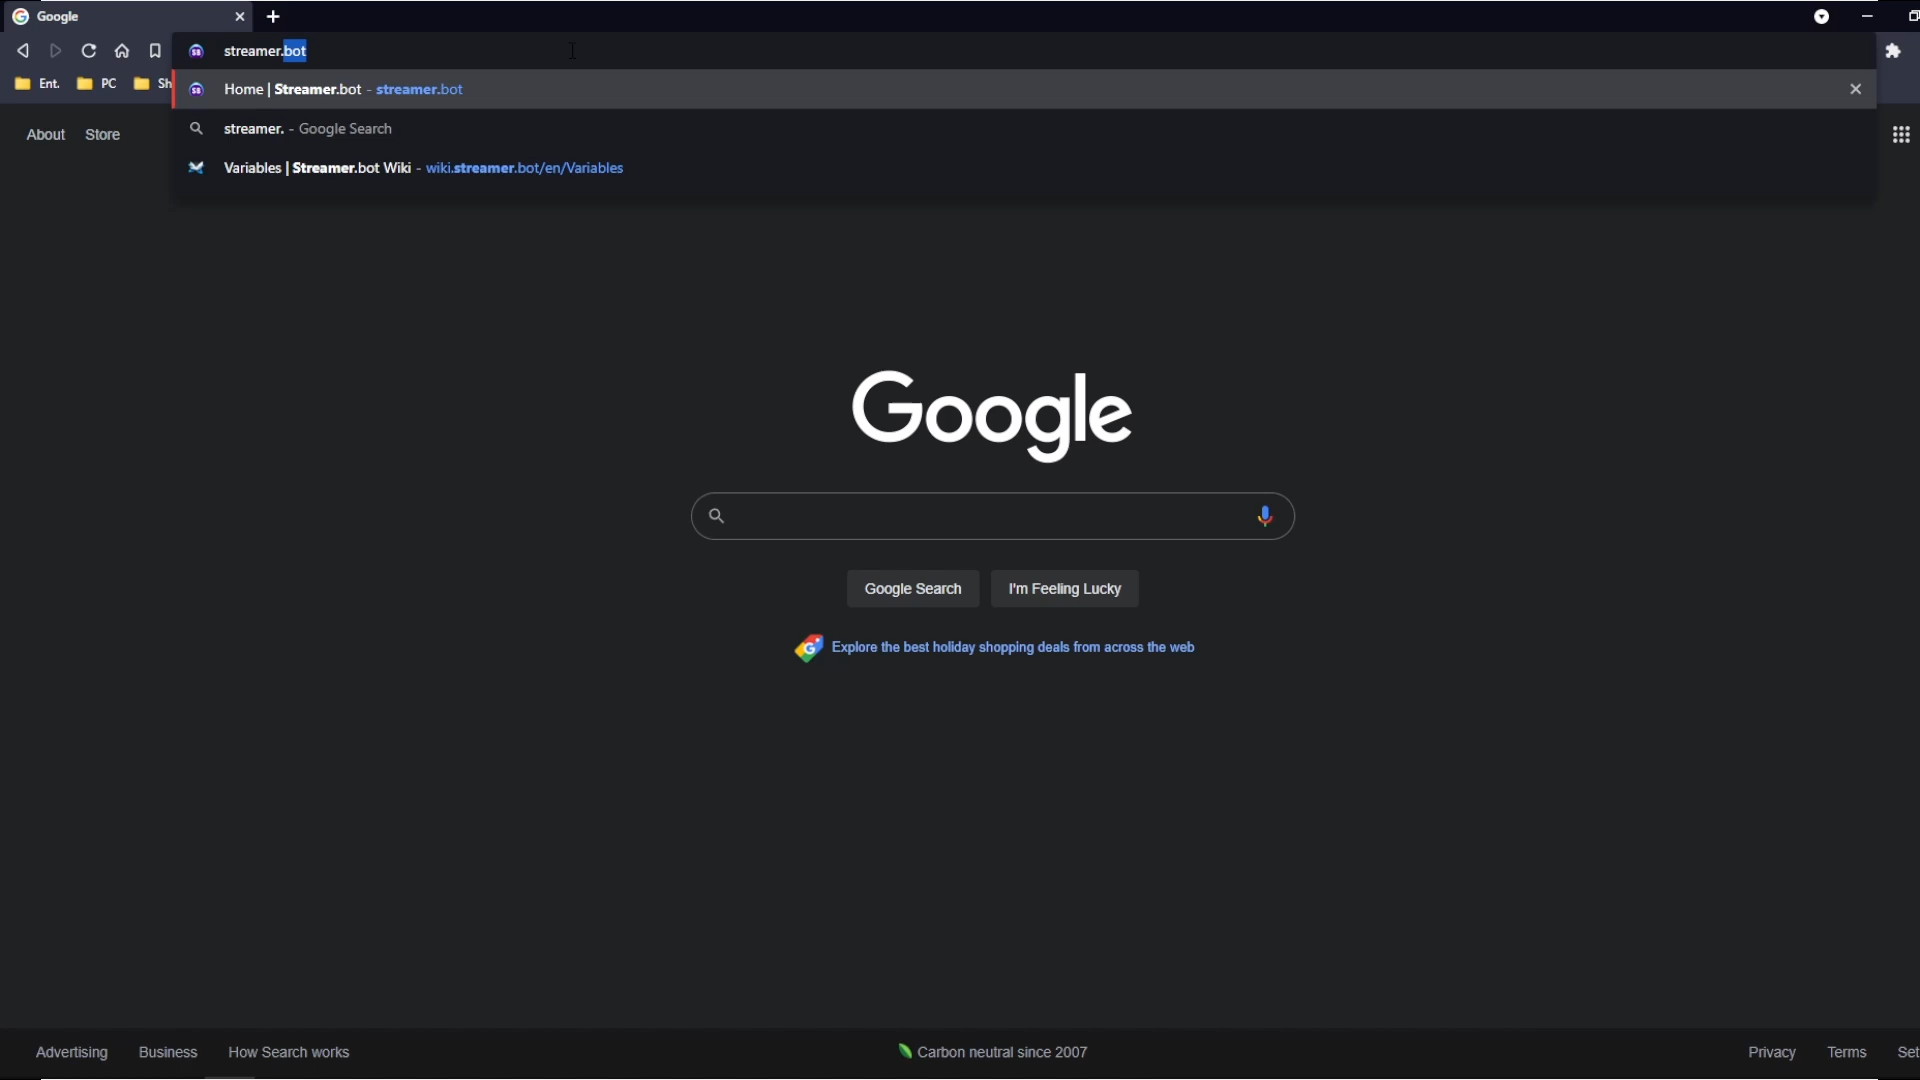 Google
streamer.bot
Ent. PC Sh
Home | Streamer.bot - streamer.bot
streamer. - Google Search
Variables | Streamer.bot Wiki - wiki.streamer.bot/en/Variables
About Store
Google
Google Search I'm Feeling Lucky
Explore the best holiday shopping deals from across the web
Advertising Business How Search works Carbon neutral since 2007 Privacy Terms Set